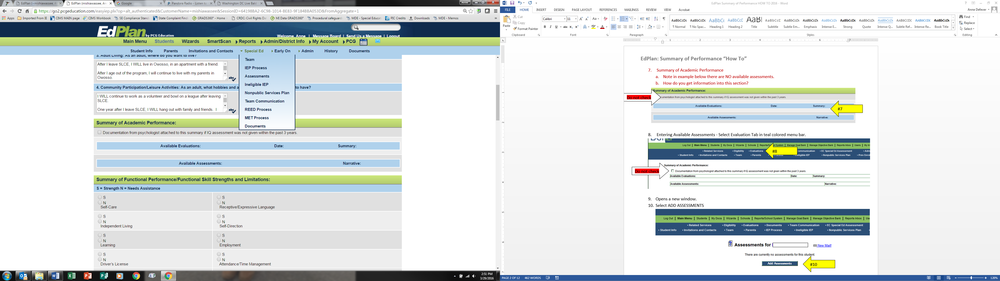 EdPlan (~mishiawassee, A
EdPlan (mishiawassee, An
Google
Pandora Radio - Listen to
Washington DC Live Bald
Anne
https://go2.pcgeducation.com/easyiep.plx?op=alt_authenticated&CustomerName=mishiawassee&SessionID=64198BA2-6C98-1014-BE83-9F184BBA053D&FromAggregate=1
Apps Imported From IE CIMS MAIN page CIMS Workbook SE Compliance Stand State Complaint Findi GRADS360° - Home CRDC: Civil Rights Dat MI Data GRADS360° Procedural safeguard MDE - Special Educat PIC Credits Downloads MDE - Memos
EdPlan by PCG Education
Welcome, Anne | Message Board | Send Us a Message | Logout
Main Menu Students Wizards SmartScan Reports Admin/District Info My Account PCG
Student Info Parents Invitations and Contacts Special Ed Early On Admin History Documents
Team
IEP Process
Assessments
Ineligible IEP
Nonpublic Services Plan
Team Communication
REED Process
MET Process
Documents
3. Adult Living: As an adult, where do you want to live?
After I leave SLCE, I WILL live in Owosso, in an apartment with a friend.
After I age out of the program, I will continue to live with my parents in
Owosso.
abc
4. Community Participation/Leisure Activities: As an adult, what hobbies and a to have?
I WILL continue to work as a volunteer and bowl on a league after leaving
SLCE.
One year after I leave SLCE, I WILL hang out with family and friends. I
abc
Summary of Academic Performance:
Documentation from psychologist attached to this summary if IQ assessment was not given within the past 3 years.
Available Evaluations: Date: Summary:
Available Assessments: Narrative:
Summary of Functional Performance/Functional Skill Strengths and Limitations:
S = Strength N = Needs Assistance
S S
N N
Self-Care Receptive/Expressive Language
S S
N N
Independent Living Self-Direction
S S
N N
Learning Employment
S S
N N
Driver's License Attendance/Time Management
2:51 PM
3/29/2016
EdPlan Summary of Performance HOW TO 2016 - Word
FILE HOME INSERT DESIGN PAGE LAYOUT REFERENCES MAILINGS REVIEW VIEW Acrobat
Anne Defever
Paste
Cut
Copy
Format Painter
Calibri 11
AaBbCcDc AaBbCcDc AaBbCc AaBbCcC AaBl AaBbCcC AaBbCcDc AaBbCcDc AaBbCcDc AaBbCcDc AaBbCcDc AaBbCcDc AaBbCcDc AaBbCcDc AaBbCcDc
¶ Normal ¶ No Spac... Heading 1 Heading 2 Title Subtitle Subtle Em... Emphasis Intense E... Strong Quote Intense Q... Subtle Ref... Intense Re... Book Title
Find
Replace
Select
Clipboard Font Paragraph Styles Editing
EdPlan: Summary of Performance “How To”
7. Summary of Academic Performance
a. Note in example below there are NO available assessments.
b. How do you get information into this section?
Summary of Academic Performance:
Do not check
ocumentation from psychologist attached to this summary if IQ assessment was not given within the past 3 years.
Available Evaluations: Date: Summary:
#7
Available Assessments: Narrative:
8. Entering Available Assessments - Select Evaluation Tab in teal colored menu bar.
Log Out | Main Menu | Students | My Docs | Wizards | Schools | Reports/School System | Manage Goal Bank | Manage Objective Bank | Reports Inbox | Users | My In
• Related Services • Eligibility • Evaluations ommunication • EC Special Ed Assessment • Adm
#8
• Student Info • Invitations and Contacts • Team • Parents Process Ineligible IEP • Nonpublic Services Plan • Prev Enrol
Summary of Academic Performance:
Do not check
Documentation from psychologist attached to this summary if IQ assessment was not given within the past 3 years.
Available Evaluations: Date: Summary:
Available Assessments: Narrative:
9. Opens a new window.
10. Select ADD ASSESSMENTS
Log Out | Main Menu | Students | My Docs | Wizards | Schools | Reports/School System | Manage Goal Bank | Manage Objective Bank | Reports Inbox | Use
• Related Services • Eligibility • Evaluations • Documents • Team Communication • EC Special Ed Assessment
• Student Info • Invitations and Contacts • Team • Parents • IEP Process • Ineligible IEP • Nonpublic Services Plan
Assessments for
New Mail!
There are currently no assessments for this student.
Add Assessments
#10
PAGE 2 OF 12 462 WORDS
120%